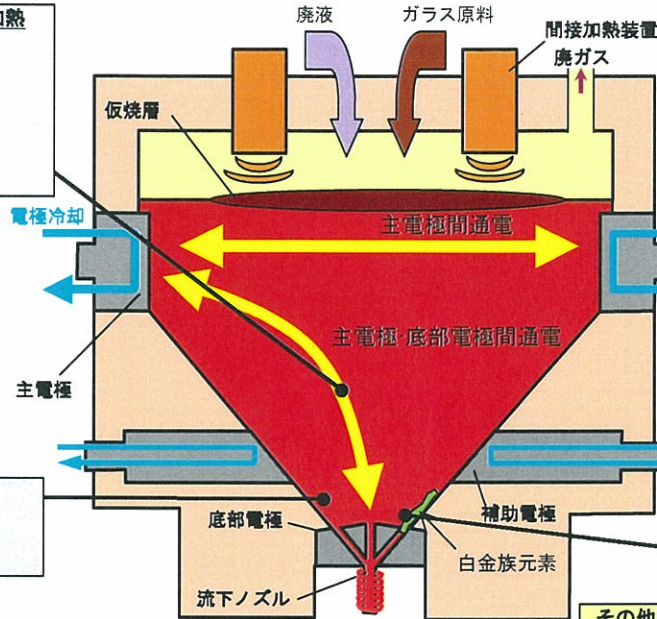 加熱
廃液
ガラス原料
間接加熱装置
廃ガス
仮焼層
電極冷却
主電極間通電
主電極・底部電極間通電
主電極
底部電極
補助電極
白金族元素
流下ノズル
その他